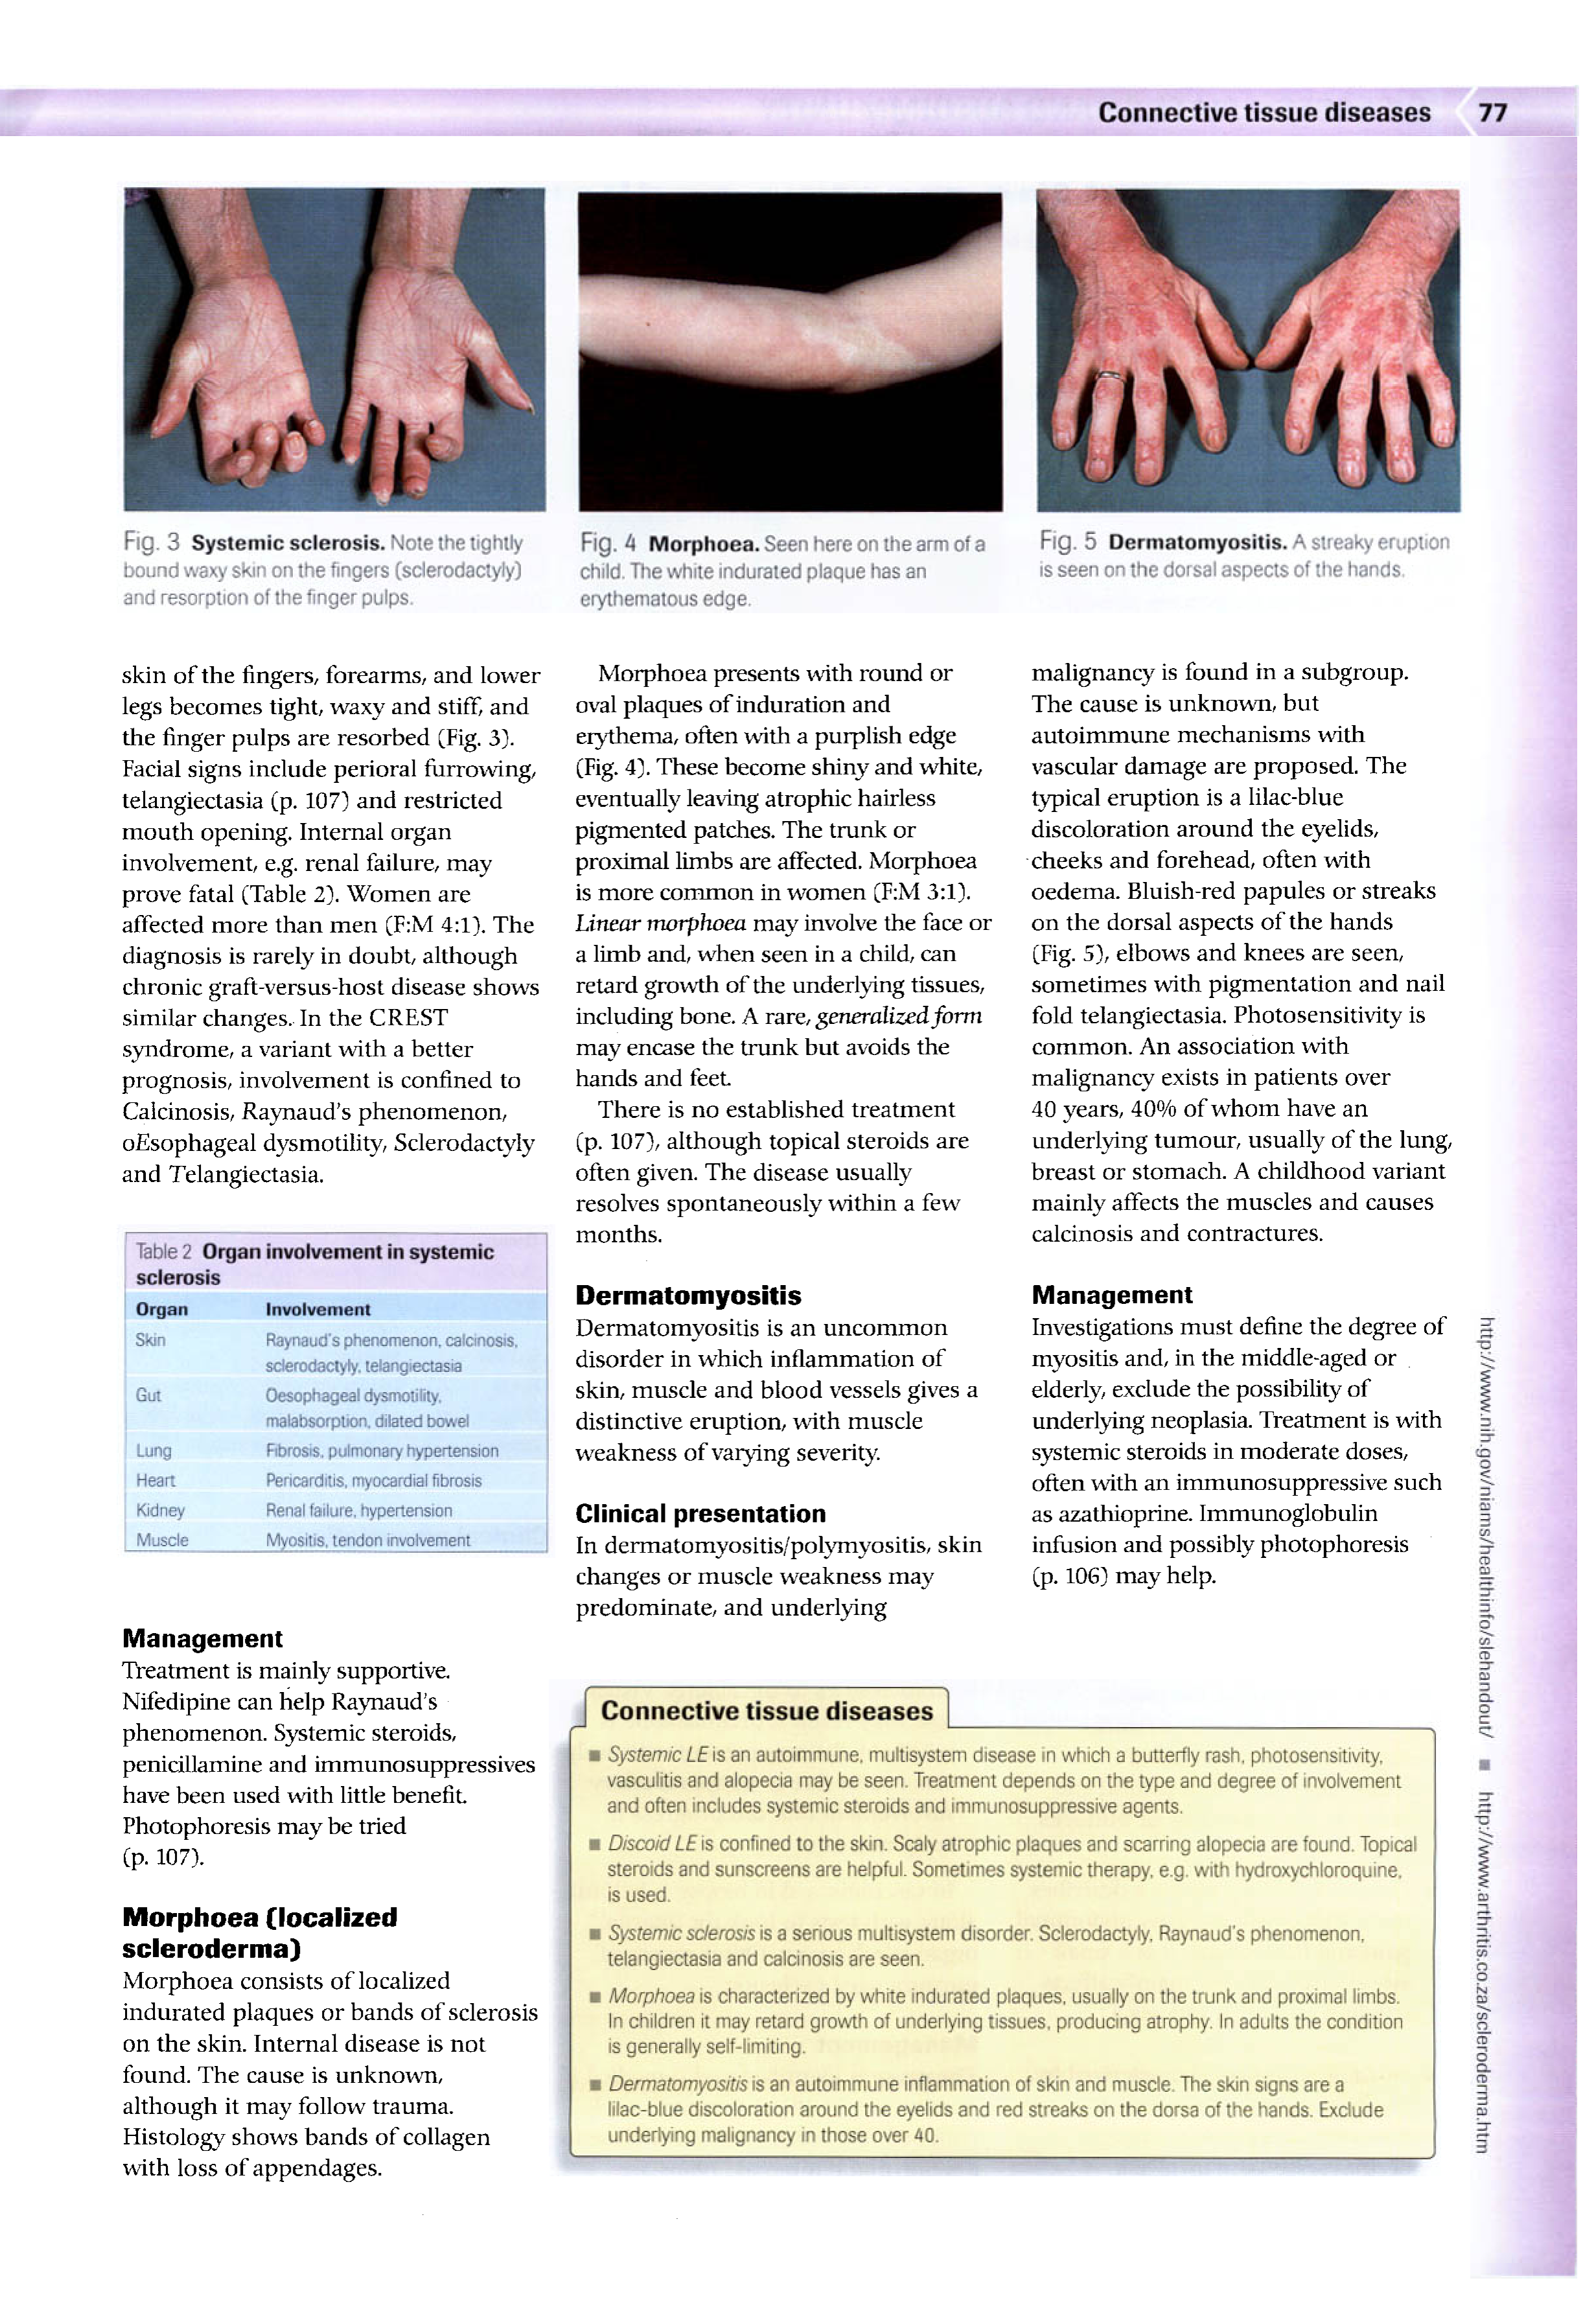 Connective tissue diseases 77
Fig. 3 Systemic sclerosis. Note the tightly
bound waxy skin on the fingers (sclerodactyly)
and resorption of the finger pulps.
Fig. 4 Morphoea. Seen here on the arm of a
child. The white indurated plaque has an
erythematous edge.
Fig. 5 Dermatomyositis. A streaky eruption
is seen on the dorsal aspects of the hands.
skin of the fingers, forearms, and lower
legs becomes tight, waxy and stiff, and
the finger pulps are resorbed (Fig. 3).
Facial signs include perioral furrowing,
telangiectasia (p. 107) and restricted
mouth opening. Internal organ
involvement, e.g. renal failure, may
prove fatal (Table 2). Women are
affected more than men (F:M 4:1). The
diagnosis is rarely in doubt, although
chronic graft-versus-host disease shows
similar changes. In the CREST
syndrome, a variant with a better
prognosis, involvement is confined to
Calcinosis, Raynaud's phenomenon,
oEsophageal dysmotility, Sclerodactyly
and Telangiectasia.
Table 2 Organ involvement in systemic
sclerosis
Organ Involvement
Skin Raynaud's phenomenon, calcinosis,
sclerodactyly, telangiectasia
Gut Oesophageal dysmotility,
malabsorption, dilated bowel
Lung Fibrosis, pulmonary hypertension
Heart Pericarditis, myocardial fibrosis
Kidney Renal failure, hypertension
Muscle Myositis, tendon involvement
Management
Treatment is mainly supportive.
Nifedipine can help Raynaud's
phenomenon. Systemic steroids,
penicillamine and immunosuppressives
have been used with little benefit.
Photophoresis may be tried
(p. 107).
Morphoea (localized
scleroderma)
Morphoea consists of localized
indurated plaques or bands of sclerosis
on the skin. Internal disease is not
found. The cause is unknown,
although it may follow trauma.
Histology shows bands of collagen
with loss of appendages.
Morphoea presents with round or
oval plaques of induration and
erythema, often with a purplish edge
(Fig. 4). These become shiny and white,
eventually leaving atrophic hairless
pigmented patches. The trunk or
proximal limbs are affected. Morphoea
is more common in women (F:M 3:1).
Linear morphoea may involve the face or
a limb and, when seen in a child, can
retard growth of the underlying tissues,
including bone. A rare, generalized form
may encase the trunk but avoids the
hands and feet.
There is no established treatment
(p. 107), although topical steroids are
often given. The disease usually
resolves spontaneously within a few
months.
Dermatomyositis
Dermatomyositis is an uncommon
disorder in which inflammation of
skin, muscle and blood vessels gives a
distinctive eruption, with muscle
weakness of varying severity.
Clinical presentation
In dermatomyositis/polymyositis, skin
changes or muscle weakness may
predominate, and underlying
malignancy is found in a subgroup.
The cause is unknown, but
autoimmune mechanisms with
vascular damage are proposed. The
typical eruption is a lilac-blue
discoloration around the eyelids,
cheeks and forehead, often with
oedema. Bluish-red papules or streaks
on the dorsal aspects of the hands
(Fig. 5), elbows and knees are seen,
sometimes with pigmentation and nail
fold telangiectasia. Photosensitivity is
common. An association with
malignancy exists in patients over
40 years, 40% of whom have an
underlying tumour, usually of the lung,
breast or stomach. A childhood variant
mainly affects the muscles and causes
calcinosis and contractures.
Management
Investigations must define the degree of
myositis and, in the middle-aged or
elderly, exclude the possibility of
underlying neoplasia. Treatment is with
systemic steroids in moderate doses,
often with an immunosuppressive such
as azathioprine. Immunoglobulin
infusion and possibly photophoresis
(p. 106) may help.
Connective tissue diseases
■ Systemic LE is an autoimmune, multisystem disease in which a butterfly rash, photosensitivity,
vasculitis and alopecia may be seen. Treatment depends on the type and degree of involvement
and often includes systemic steroids and immunosuppressive agents.
■ Discoid LE is confined to the skin. Scaly atrophic plaques and scarring alopecia are found. Topical
steroids and sunscreens are helpful. Sometimes systemic therapy, e.g. with hydroxychloroquine,
is used.
■ Systemic sclerosis is a serious multisystem disorder. Sclerodactyly, Raynaud's phenomenon,
telangiectasia and calcinosis are seen.
■ Morphoea is characterized by white indurated plaques, usually on the trunk and proximal limbs.
In children it may retard growth of underlying tissues, producing atrophy. In adults the condition
is generally self-limiting.
■ Dermatomyositis is an autoimmune inflammation of skin and muscle. The skin signs are a
lilac-blue discoloration around the eyelids and red streaks on the dorsa of the hands. Exclude
underlying malignancy in those over 40.
http://www.nih.gov/niams/healthinfo/slehandout/ ■ http://www.arthritis.co.za/scleroderma.htm